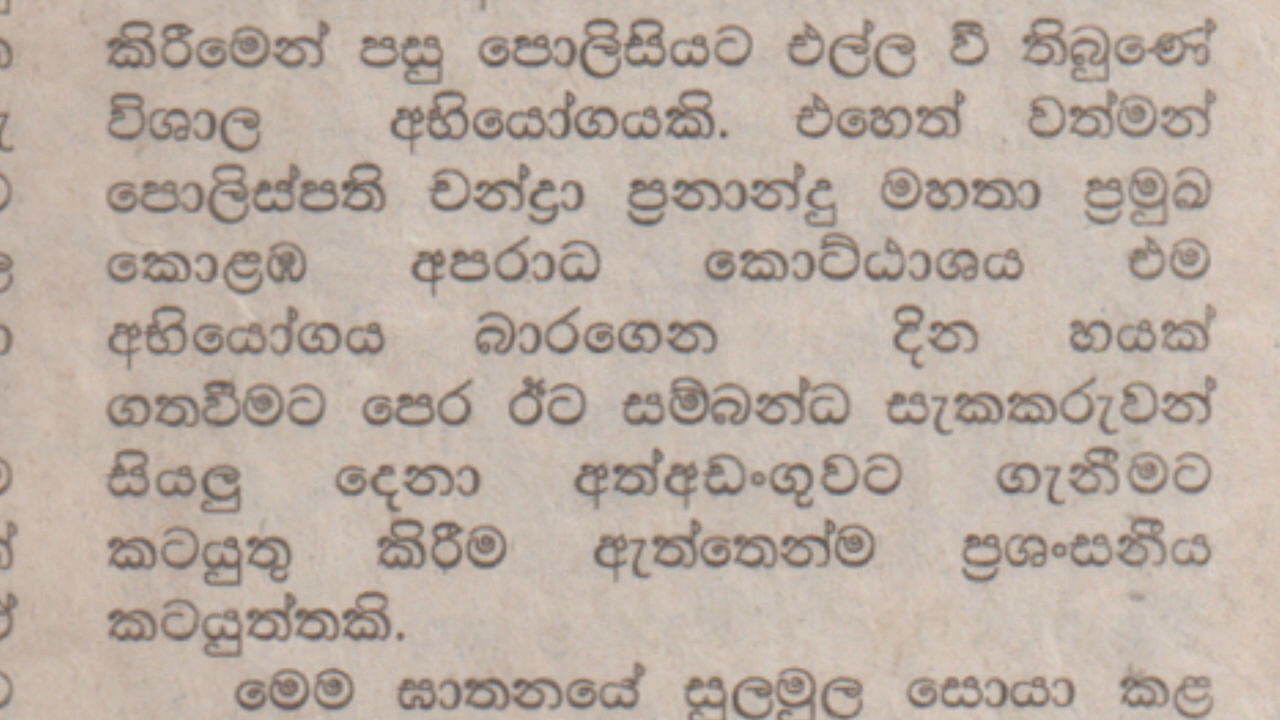 කිරීමෙන් පසු පොලිසියට එල්ල වී තිබුණේ
විශාල අභියෝගයකි. එහෙත් වත්මන්
පොලිස්පති චන්ද්‍රා ප්‍රනාන්දු මහතා ප්‍රමුඛ
කොළඹ අපරාධ කොට්ඨාශය එම
අභියෝගය බාරගෙන දින හයක්
ගතවීමට පෙර ඊට සම්බන්ධ සැකකරුවන්
සියලු දෙනා අත්අඩංගුවට ගැනීමට
කටයුතු කිරීම ඇත්තෙන්ම ප්‍රශංසනීය
කටයුත්තකි.
මෙම ඝාතනයේ සුලමුල සොයා කළ